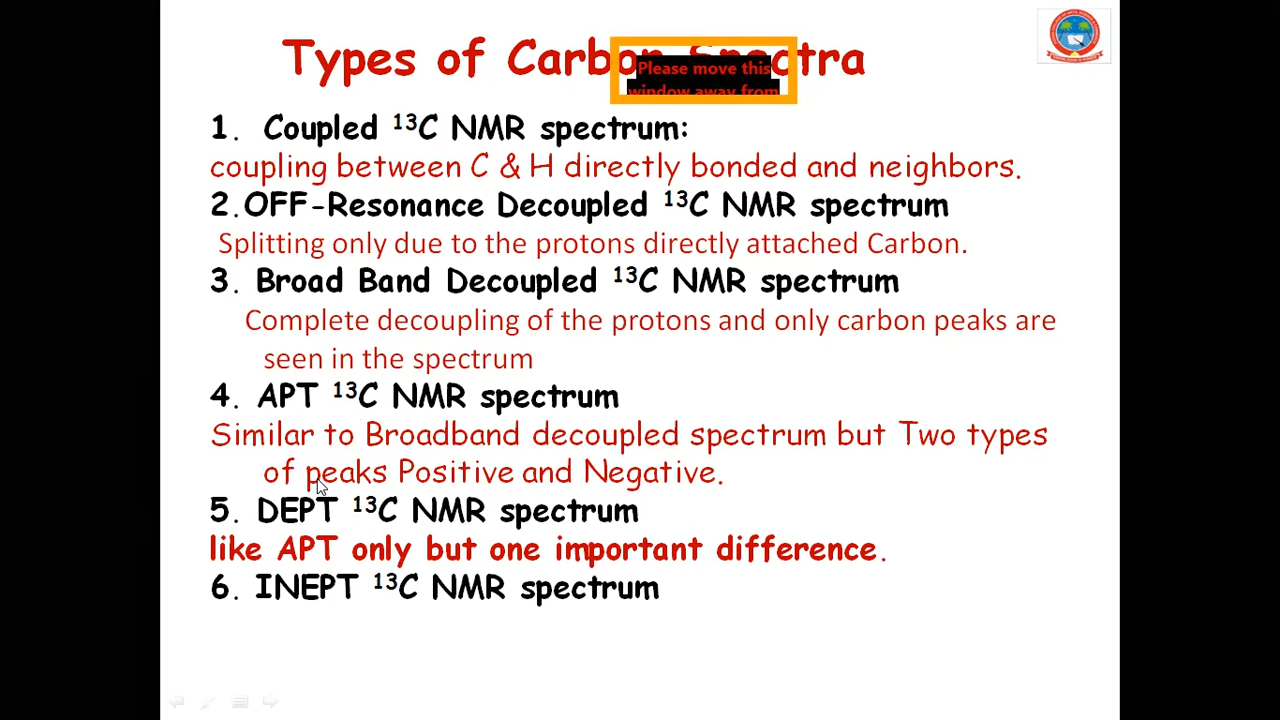 Types of Carbon Spectra
Please move this
window away from
1. Coupled ¹³C NMR spectrum:
coupling between C & H directly bonded and neighbors.
2.OFF-Resonance Decoupled ¹³C NMR spectrum
Splitting only due to the protons directly attached Carbon.
3. Broad Band Decoupled ¹³C NMR spectrum
Complete decoupling of the protons and only carbon peaks are
seen in the spectrum
4. APT ¹³C NMR spectrum
Similar to Broadband decoupled spectrum but Two types
of peaks Positive and Negative.
5. DEPT ¹³C NMR spectrum
like APT only but one important difference.
6. INEPT ¹³C NMR spectrum